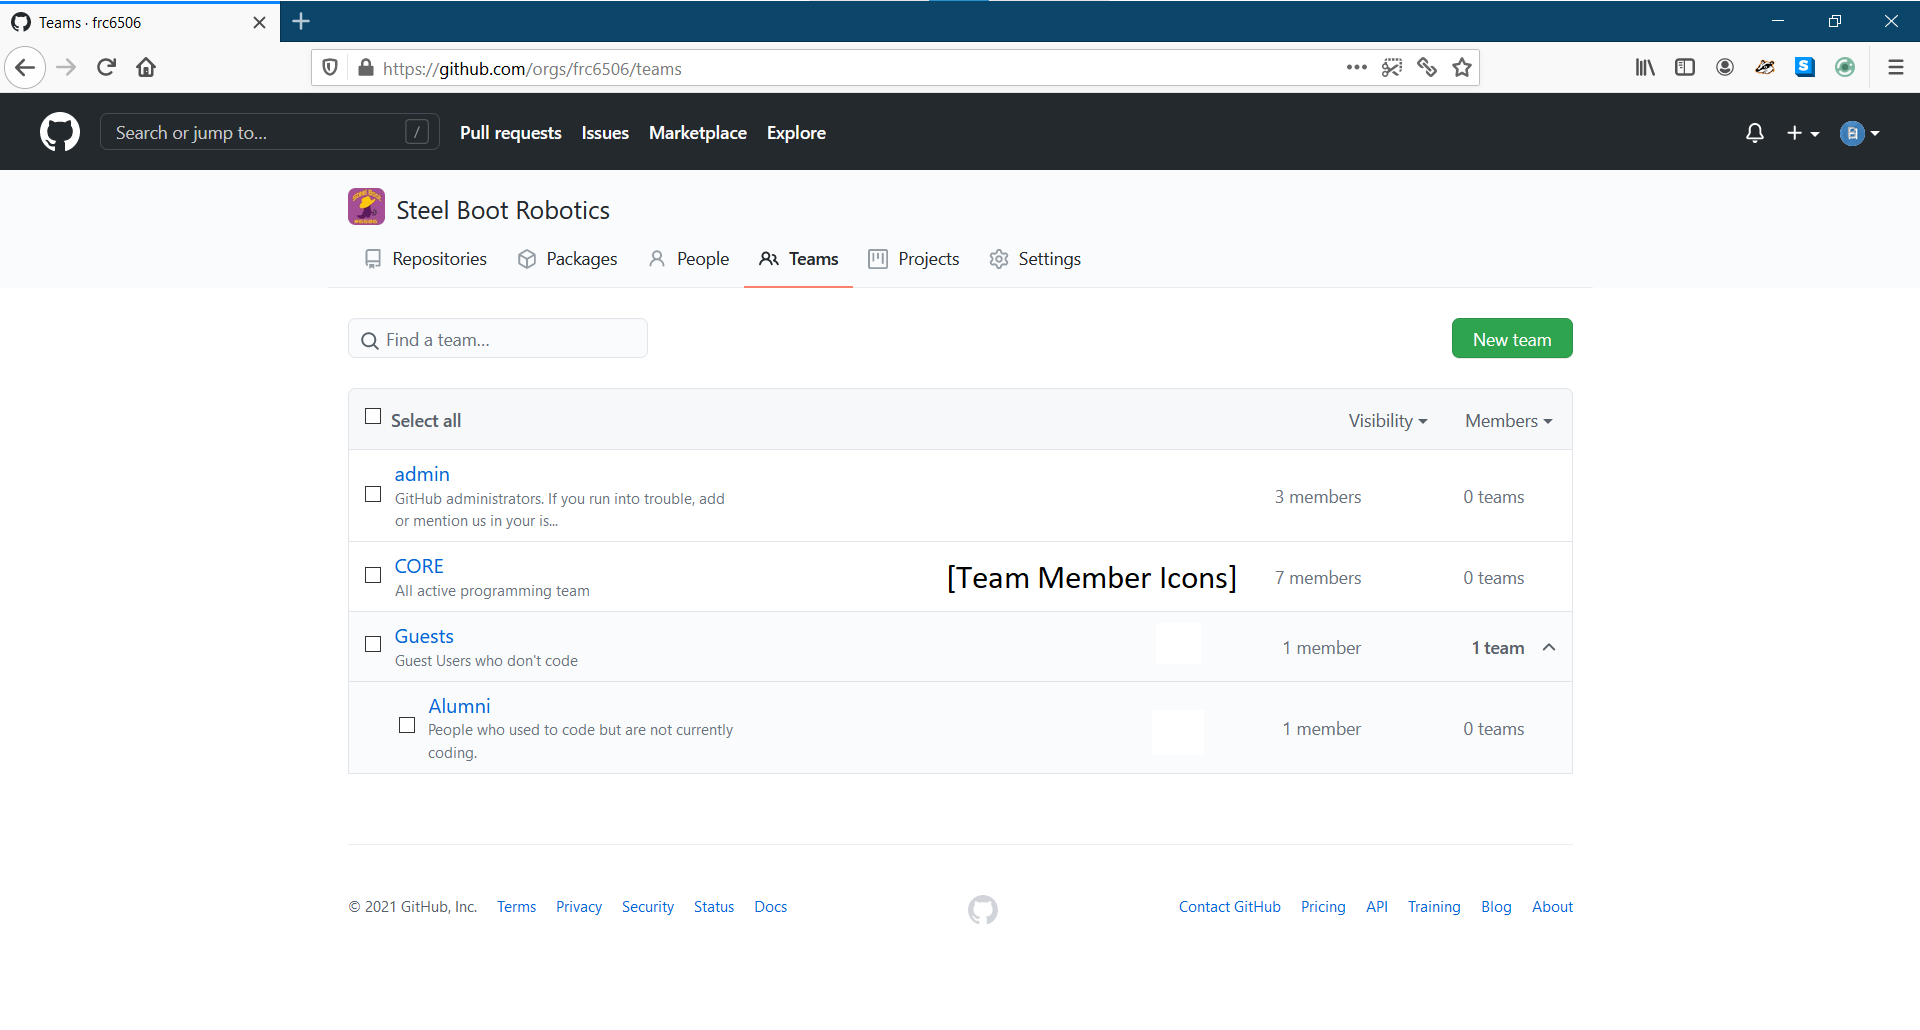 Teams · frc6506
https://github.com/orgs/frc6506/teams
Search or jump to... / Pull requests Issues Marketplace Explore
Steel Boot Robotics
Repositories Packages People Teams Projects Settings
Find a team... New team
Select all Visibility Members
admin
GitHub administrators. If you run into trouble, add
or mention us in your is...
3 members 0 teams
CORE
All active programming team
[Team Member Icons] 7 members 0 teams
Guests
Guest Users who don't code
1 member 1 team
Alumni
People who used to code but are not currently
coding.
1 member 0 teams
© 2021 GitHub, Inc. Terms Privacy Security Status Docs Contact GitHub Pricing API Training Blog About